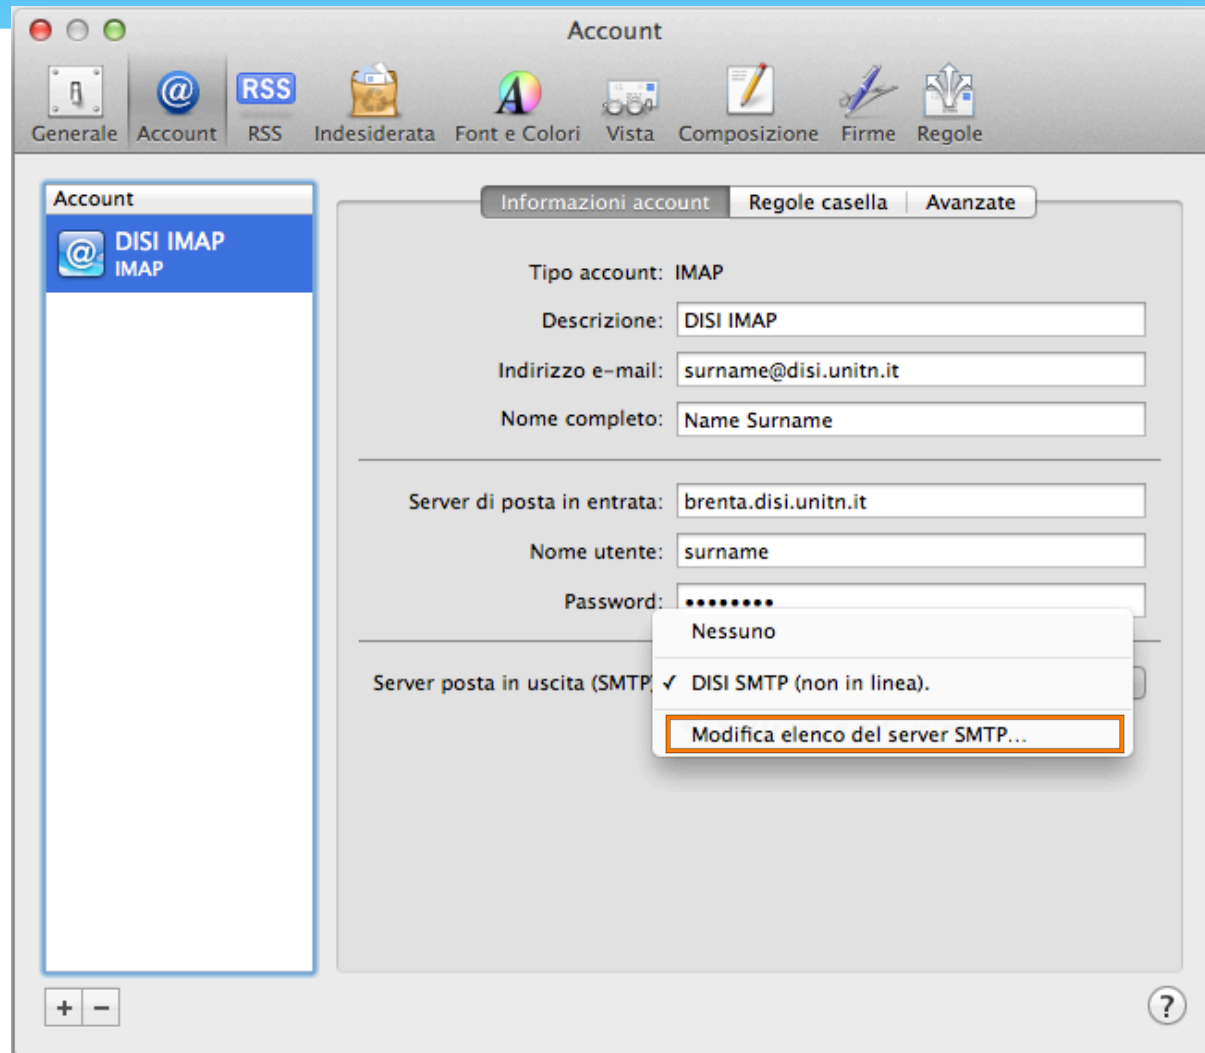 Account
Generale Account RSS Indesiderata Font e Colori Vista Composizione Firme Regole
RSS
Account
DISI IMAP
IMAP
Informazioni account Regole casella Avanzate
Tipo account: IMAP
Descrizione: DISI IMAP
Indirizzo e-mail: surname@disi.unitn.it
Nome completo: Name Surname
Server di posta in entrata: brenta.disi.unitn.it
Nome utente: surname
Password: ••••••••
Nessuno
Server posta in uscita (SMTP) ✓ DISI SMTP (non in linea).
Modifica elenco del server SMTP...
+ −
?